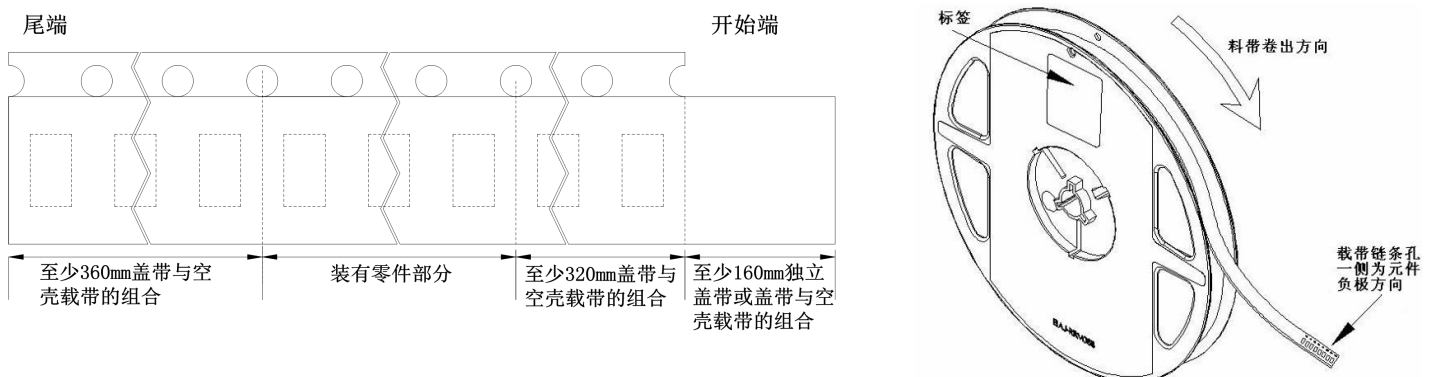 尾端
开始端
至少360mm盖带与空
壳载带的组合
装有零件部分
至少320mm盖带与
空壳载带的组合
至少160mm独立
盖带或盖带与空
壳载带的组合
标签
料带卷出方向
载带链条孔
一侧为元件
负极方向